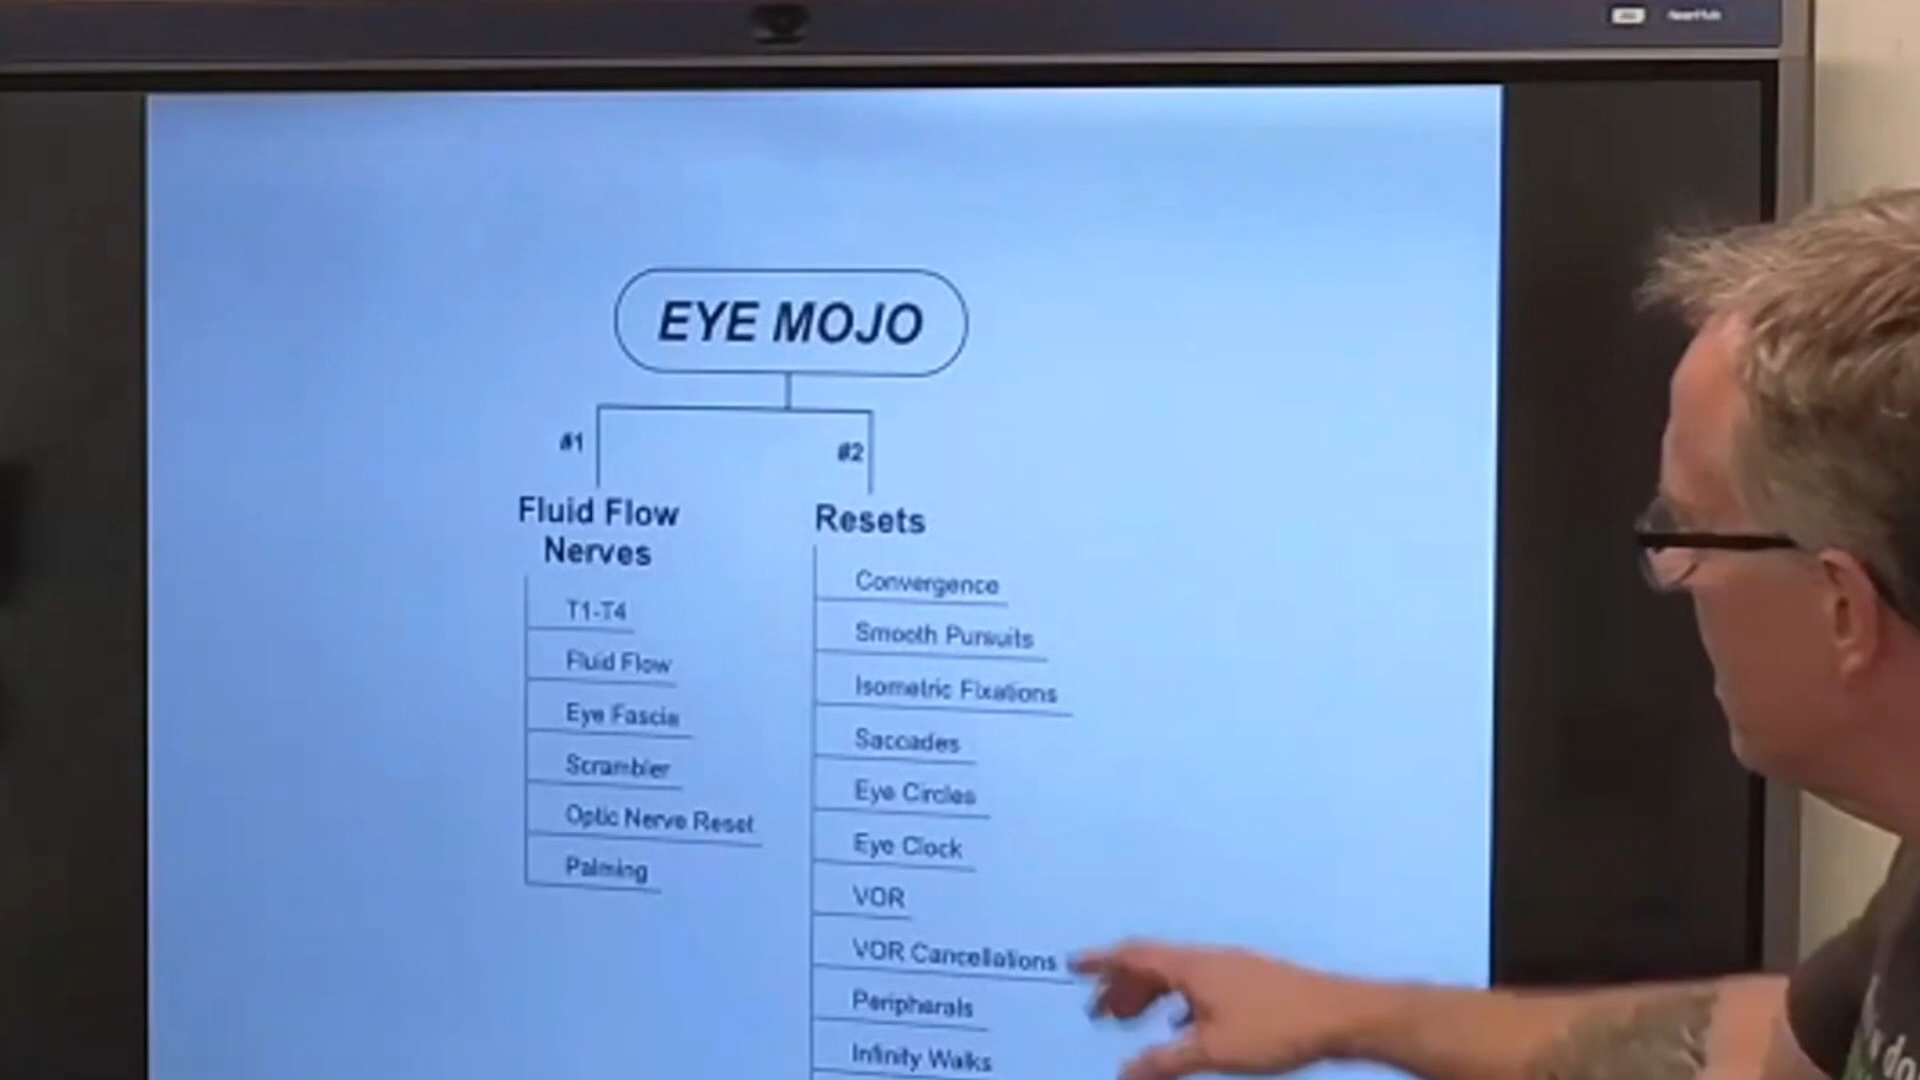 EYE MOJO
#1
#2
Fluid Flow
Nerves
T1-T4
Fluid Flow
Eye Fascia
Scrambler
Optic Nerve Reset
Palming
Resets
Convergence
Smooth Pursuits
Isometric Fixations
Saccades
Eye Circles
Eye Clock
VOR
VOR Cancellations
Peripherals
Infinity Walks
do